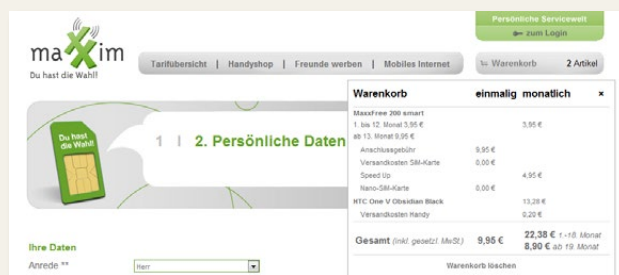 Persönliche Servicewelt
zum Login
maXXim
Du hast die Wahl!
Tarifübersicht | Handyshop | Freunde werben | Mobiles Internet
Warenkorb 2 Artikel
Warenkorb einmalig monatlich ×
MaxxFree 200 smart
1. bis 12. Monat 3,95 € 3,95 €
ab 13. Monat 9,95 €
Anschlussgebühr 9,95 €
Versandkosten SIM-Karte 0,00 €
Speed Up 4,95 €
Nano-SIM-Karte 0,00 €
HTC One V Obsidian Black 13,28 €
Versandkosten Handy 0,20 €
Gesamt (inkl. gesetzl. MwSt.) 9,95 € 22,38 € 1.-18. Monat
8,90 € ab 19. Monat
Warenkorb löschen
Du hast
die Wahl!
1 | 2. Persönliche Daten
Ihre Daten
Anrede ** Herr